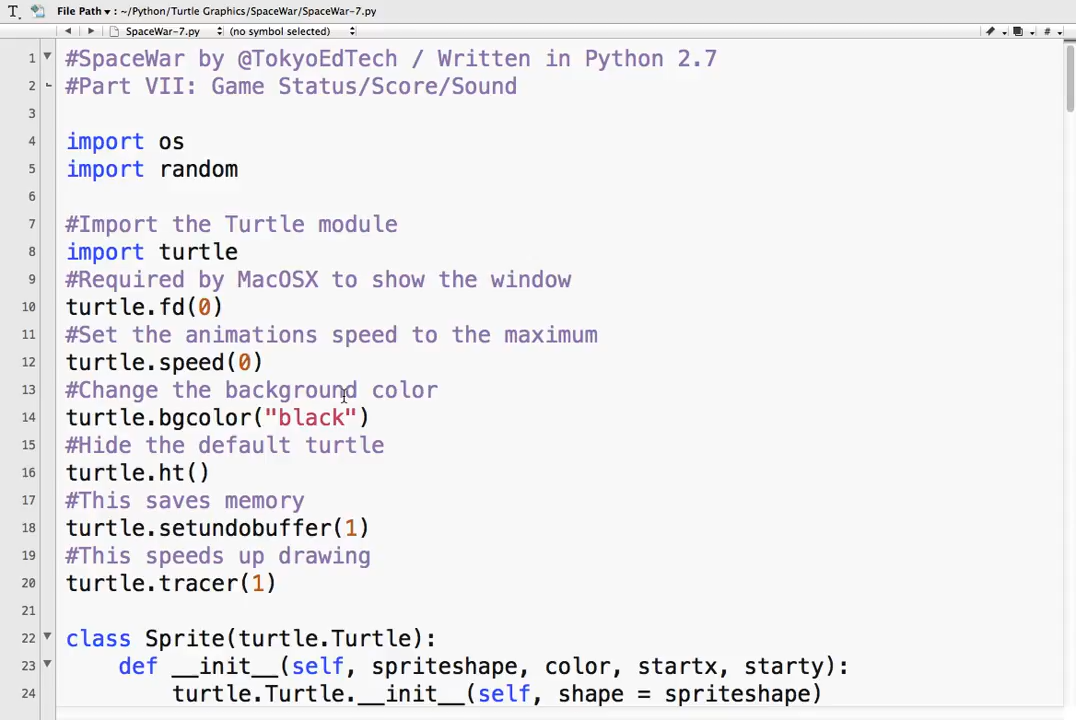 File Path ▾ : ~/Python/Turtle Graphics/SpaceWar/SpaceWar-7.py
SpaceWar-7.py (no symbol selected)
1 #SpaceWar by @TokyoEdTech / Written in Python 2.7
2 #Part VII: Game Status/Score/Sound
3
4 import os
5 import random
6
7 #Import the Turtle module
8 import turtle
9 #Required by MacOSX to show the window
10 turtle.fd(0)
11 #Set the animations speed to the maximum
12 turtle.speed(0)
13 #Change the background color
14 turtle.bgcolor("black")
15 #Hide the default turtle
16 turtle.ht()
17 #This saves memory
18 turtle.setundobuffer(1)
19 #This speeds up drawing
20 turtle.tracer(1)
21
22 class Sprite(turtle.Turtle):
23 def __init__(self, spriteshape, color, startx, starty):
24 turtle.Turtle.__init__(self, shape = spriteshape)